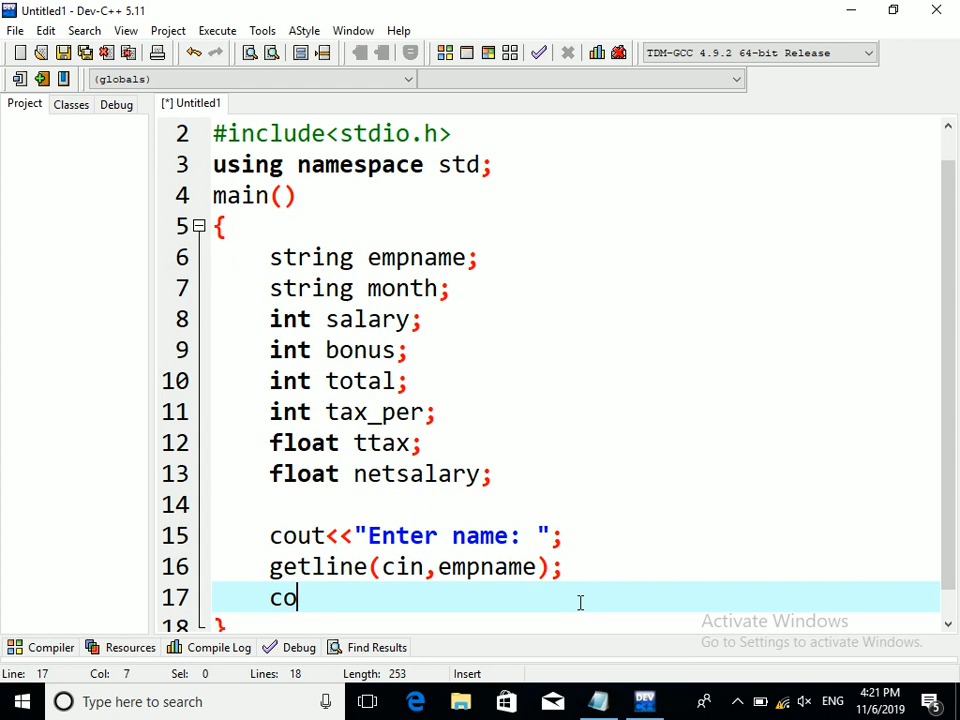 Untitled1 - Dev-C++ 5.11
File Edit Search View Project Execute Tools AStyle Window Help
TDM-GCC 4.9.2 64-bit Release
(globals)
Project Classes Debug [*] Untitled1
2 #include<stdio.h>
3 using namespace std;
4 main()
5 {
6 string empname;
7 string month;
8 int salary;
9 int bonus;
10 int total;
11 int tax_per;
12 float ttax;
13 float netsalary;
14
15 cout<<"Enter name: ";
16 getline(cin,empname);
17 co
18 }
Activate Windows
Go to Settings to activate Windows.
Compiler Resources Compile Log Debug Find Results
Line: 17 Col: 7 Sel: 0 Lines: 18 Length: 253 Insert
Type here to search
DEV
ENG
4:21 PM
11/6/2019
5